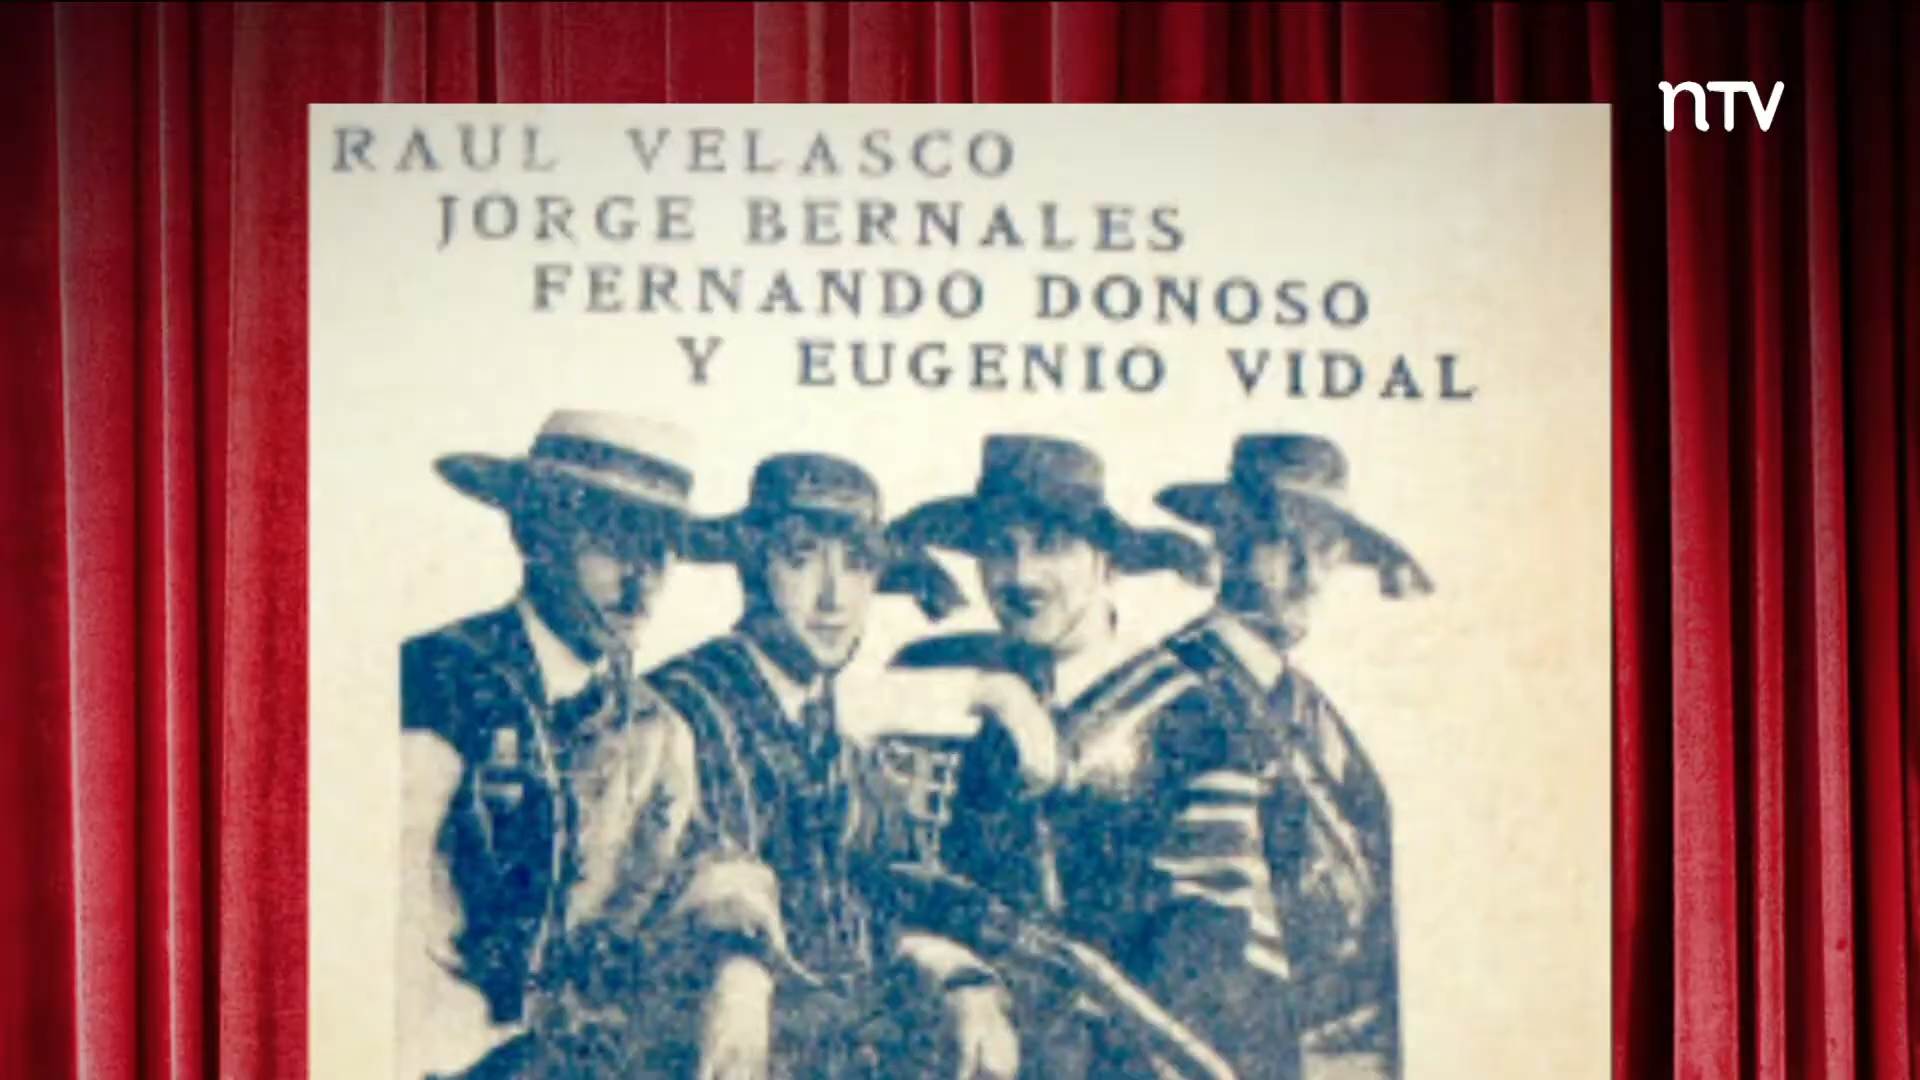 RAUL VELASCO
JORGE BERNALES
FERNANDO DONOSO
Y EUGENIO VIDAL
nTV